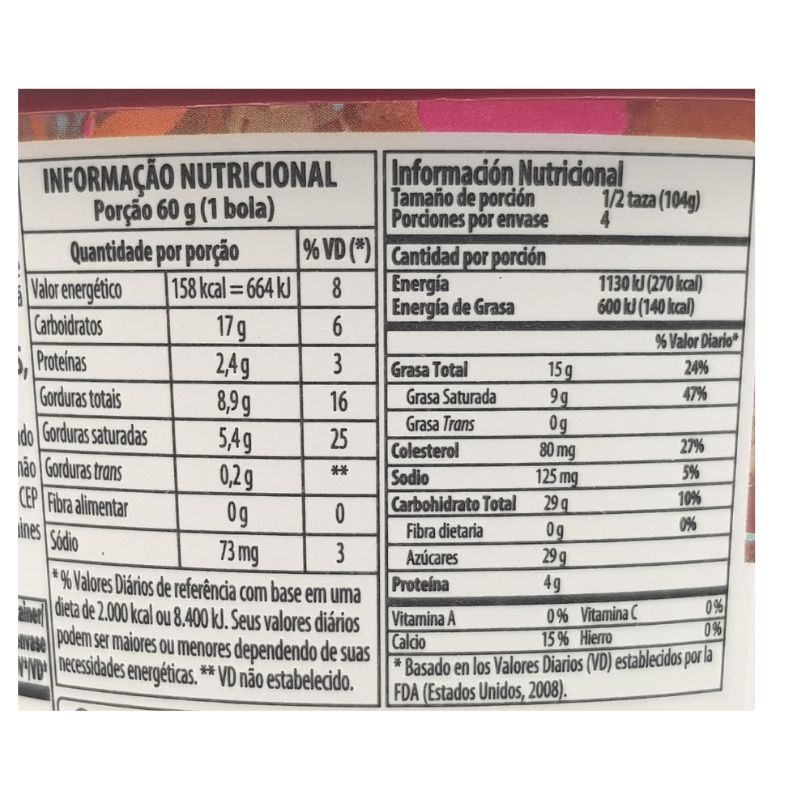 INFORMAÇÃO NUTRICIONAL
Porção 60 g (1 bola)
Quantidade por porção % VD (*)
Valor energético 158 kcal = 664 kJ 8
Carboidratos 17 g 6
Proteínas 2,4 g 3
Gorduras totais 8,9 g 16
Gorduras saturadas 5,4 g 25
Gorduras trans 0,2 g **
Fibra alimentar 0 g 0
Sódio 73 mg 3
* % Valores Diários de referência com base em uma
dieta de 2.000 kcal ou 8.400 kJ. Seus valores diários
podem ser maiores ou menores dependendo de suas
necessidades energéticas. ** VD não estabelecido.
Información Nutricional
Tamaño de porción 1/2 taza (104g)
Porciones por envase 4
Cantidad por porción
Energía 1130 kJ (270 kcal)
Energía de Grasa 600 kJ (140 kcal)
% Valor Diario*
Grasa Total 15 g 24%
Grasa Saturada 9 g 47%
Grasa Trans 0 g
Colesterol 80 mg 27%
Sodio 125 mg 5%
Carbohidrato Total 29 g 10%
Fibra dietaria 0 g 0%
Azúcares 29 g
Proteína 4 g
Vitamina A 0% Vitamina C 0%
Calcio 15% Hierro 0%
* Basado en los Valores Diarios (VD) establecidos por la
FDA (Estados Unidos, 2008).